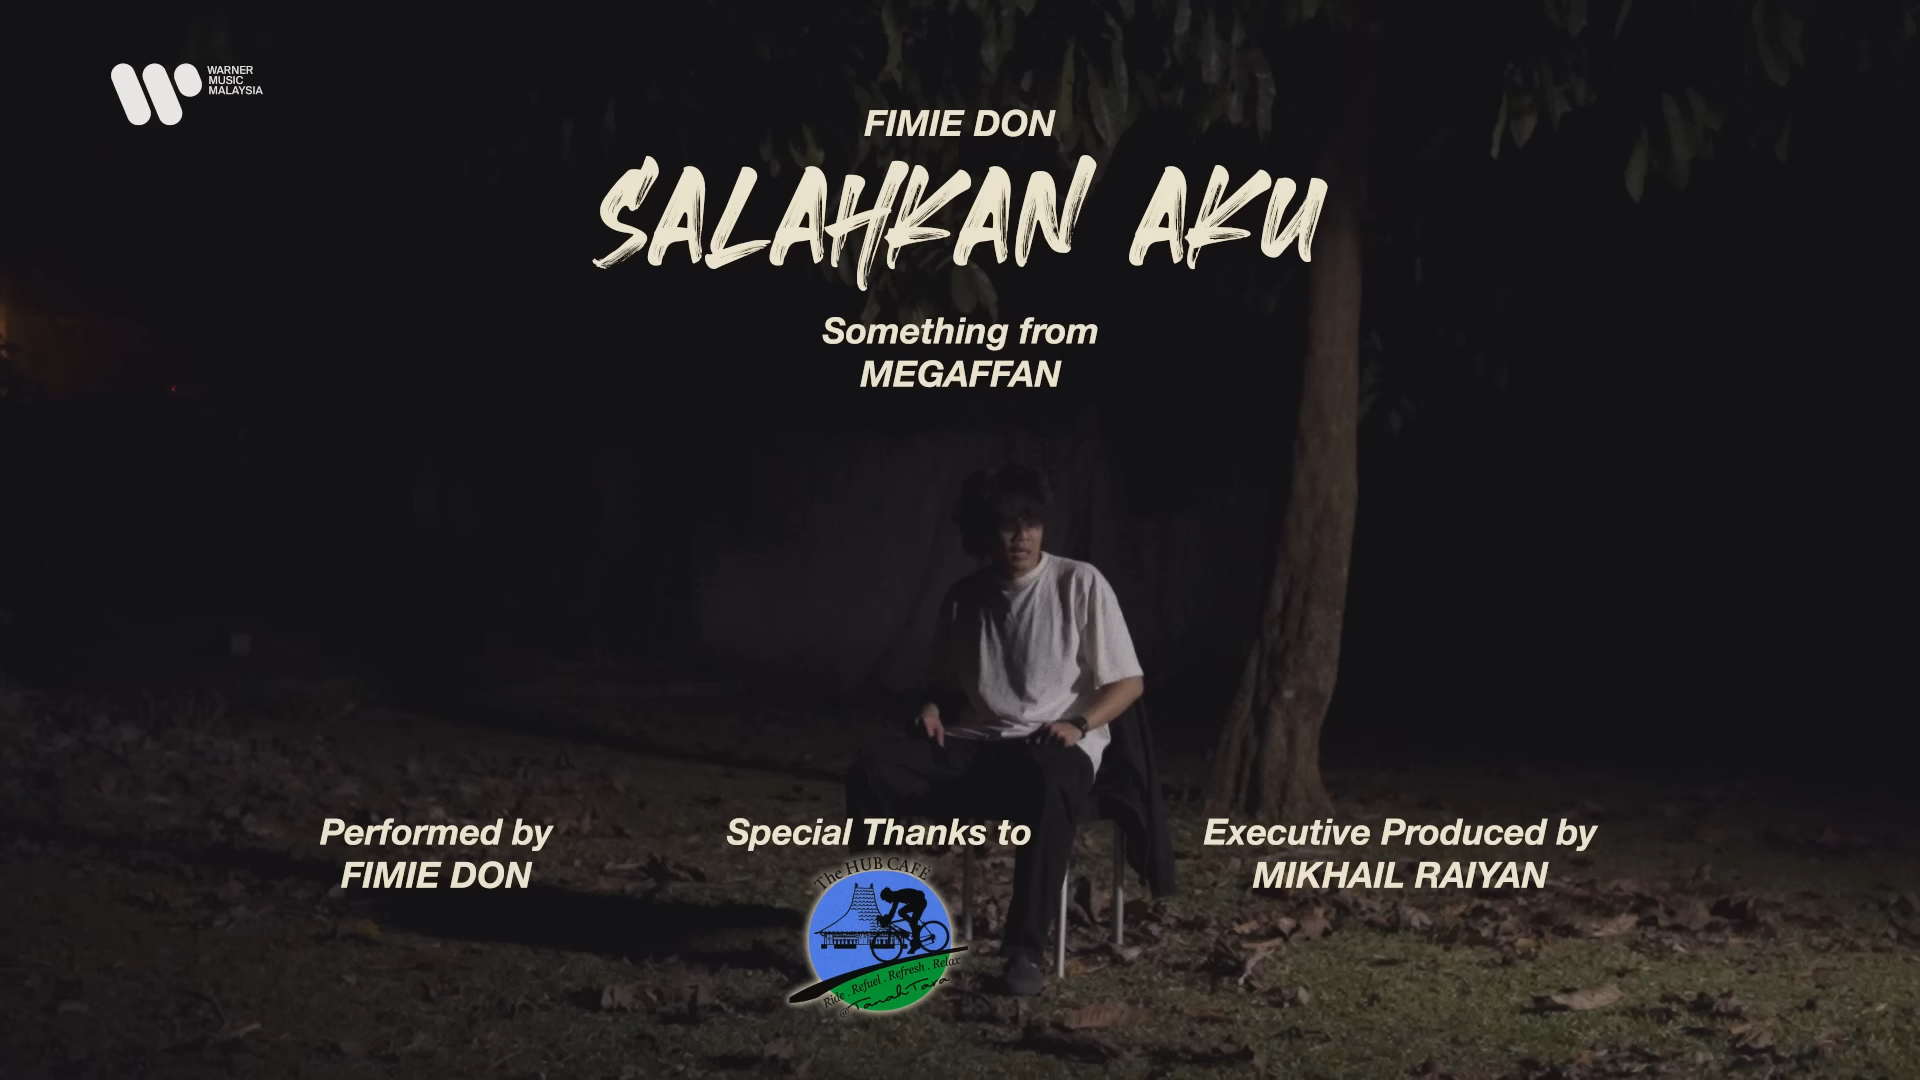 WARNER
MUSIC
MALAYSIA
FIMIE DON
SALAHKAN AKU
Something from
MEGAFFAN
Performed by
FIMIE DON
Special Thanks to
The HUB CAFÉ
Ride . Refuel . Refresh . Relax
@TanahTara
Executive Produced by
MIKHAIL RAIYAN